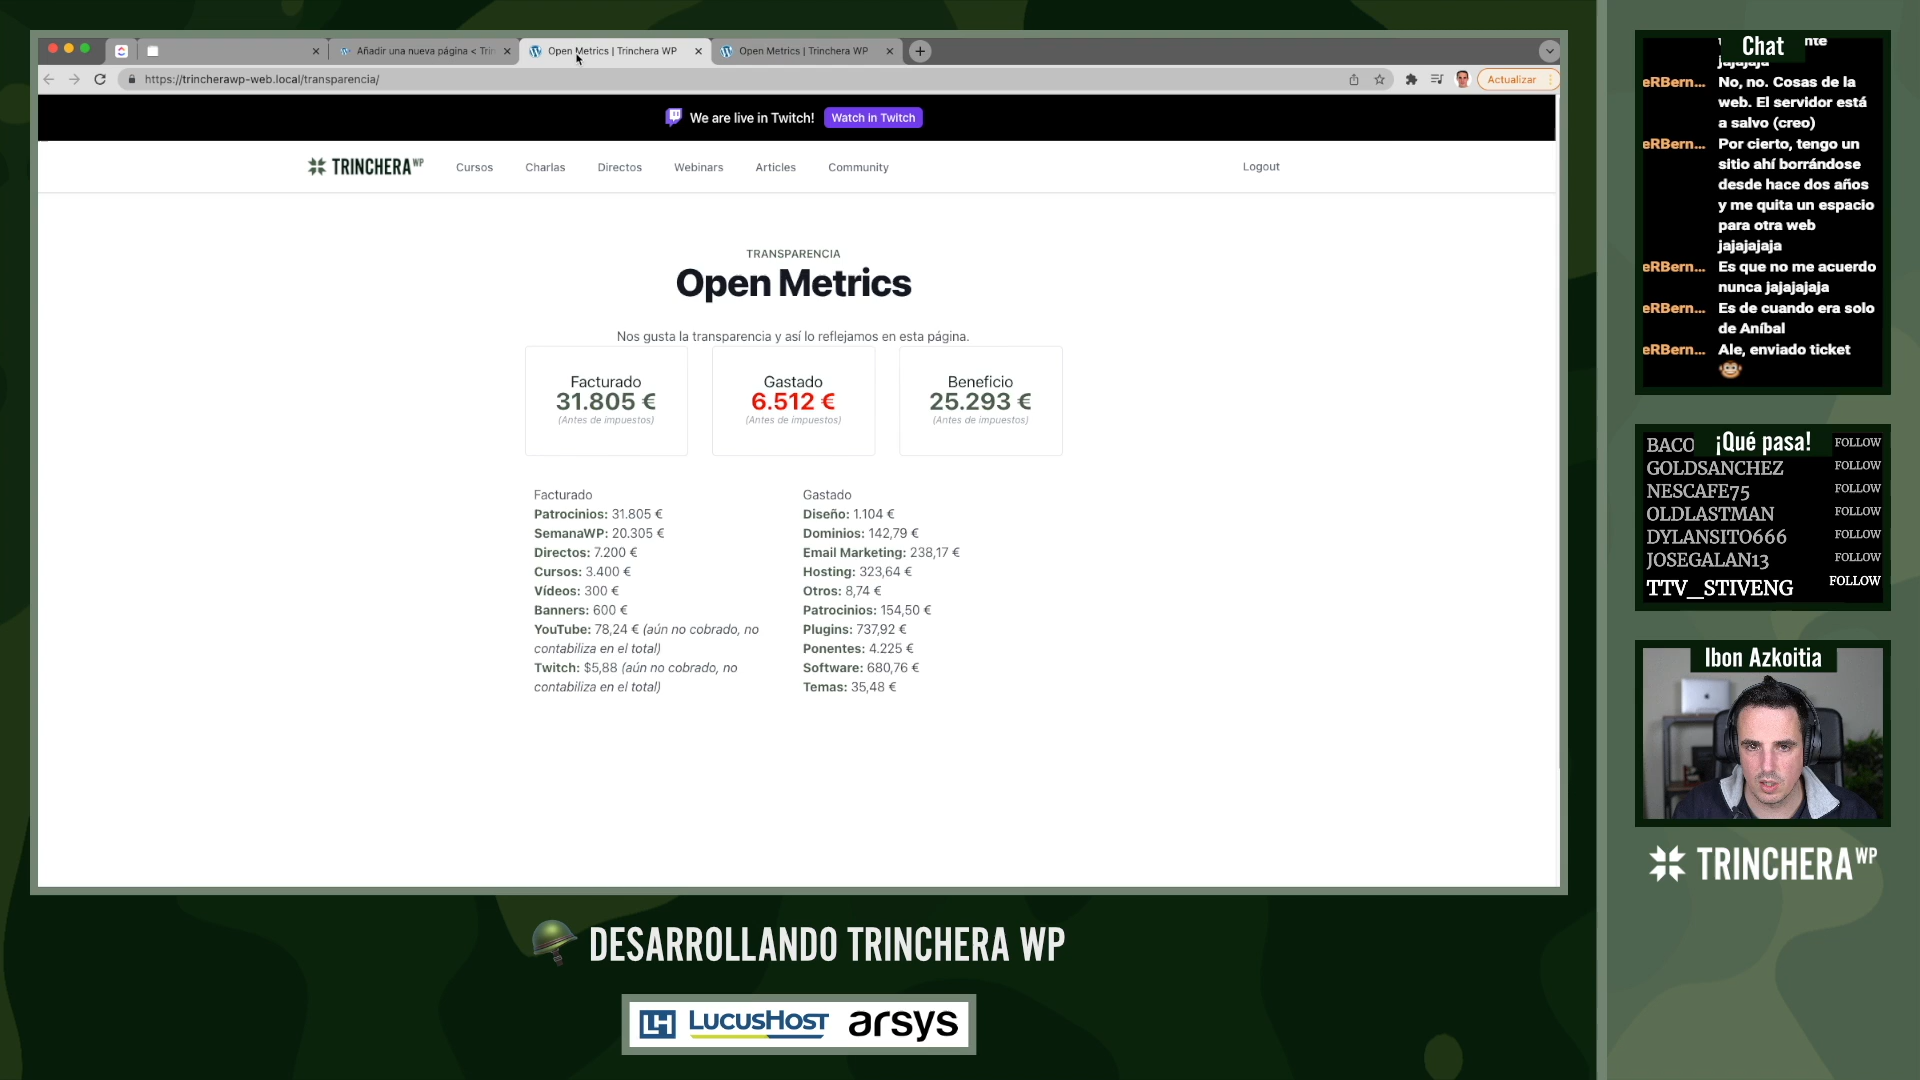 Añadir una nueva página < Trin
Open Metrics | Trinchera WP
Open Metrics | Trinchera WP
https://trincherawp-web.local/transparencia/
Actualizar
We are live in Twitch!
Watch in Twitch
TRINCHERA WP
Cursos
Charlas
Directos
Webinars
Articles
Community
Logout
TRANSPARENCIA
Open Metrics
Nos gusta la transparencia y así lo reflejamos en esta página.
Facturado
31.805 €
(Antes de impuestos)
Gastado
6.512 €
(Antes de impuestos)
Beneficio
25.293 €
(Antes de impuestos)
Facturado
Patrocinios: 31.805 €
SemanaWP: 20.305 €
Directos: 7.200 €
Cursos: 3.400 €
Vídeos: 300 €
Banners: 600 €
YouTube: 78,24 € (aún no cobrado, no
contabiliza en el total)
Twitch: $5,88 (aún no cobrado, no
contabiliza en el total)
Gastado
Diseño: 1.104 €
Dominios: 142,79 €
Email Marketing: 238,17 €
Hosting: 323,64 €
Otros: 8,74 €
Patrocinios: 154,50 €
Plugins: 737,92 €
Ponentes: 4.225 €
Software: 680,76 €
Temas: 35,48 €
Chat
nte
jajajaja
eRBern... No, no. Cosas de la
web. El servidor está
a salvo (creo)
eRBern... Por cierto, tengo un
sitio ahí borrándose
desde hace dos años
y me quita un espacio
para otra web
jajajajaja
eRBern... Es que no me acuerdo
nunca jajajajaja
eRBern... Es de cuando era solo
de Aníbal
eRBern... Ale, enviado ticket
¡Qué pasa!
BACO FOLLOW
GOLDSANCHEZ FOLLOW
NESCAFE75 FOLLOW
OLDLASTMAN FOLLOW
DYLANSITO666 FOLLOW
JOSEGALAN13 FOLLOW
TTV_STIVENG FOLLOW
Ibon Azkoitia
TRINCHERA WP
DESARROLLANDO TRINCHERA WP
LH LUCUSHOST arsys